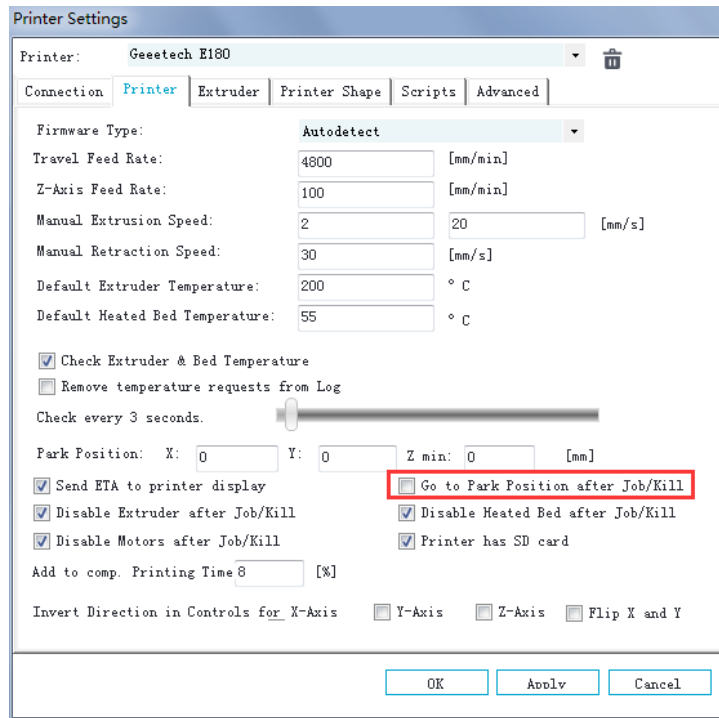 Printer Settings
Printer: Geeetech E180
Connection Printer Extruder Printer Shape Scripts Advanced
Firmware Type: Autodetect
Travel Feed Rate: 4800 [mm/min]
Z-Axis Feed Rate: 100 [mm/min]
Manual Extrusion Speed: 2 20 [mm/s]
Manual Retraction Speed: 30 [mm/s]
Default Extruder Temperature: 200 ° C
Default Heated Bed Temperature: 55 ° C
Check Extruder & Bed Temperature
Remove temperature requests from Log
Check every 3 seconds.
Park Position: X: 0 Y: 0 Z min: 0 [mm]
Send ETA to printer display Go to Park Position after Job/Kill
Disable Extruder after Job/Kill Disable Heated Bed after Job/Kill
Disable Motors after Job/Kill Printer has SD card
Add to comp. Printing Time 8 [%]
Invert Direction in Controls for X-Axis Y-Axis Z-Axis Flip X and Y
OK Apply Cancel